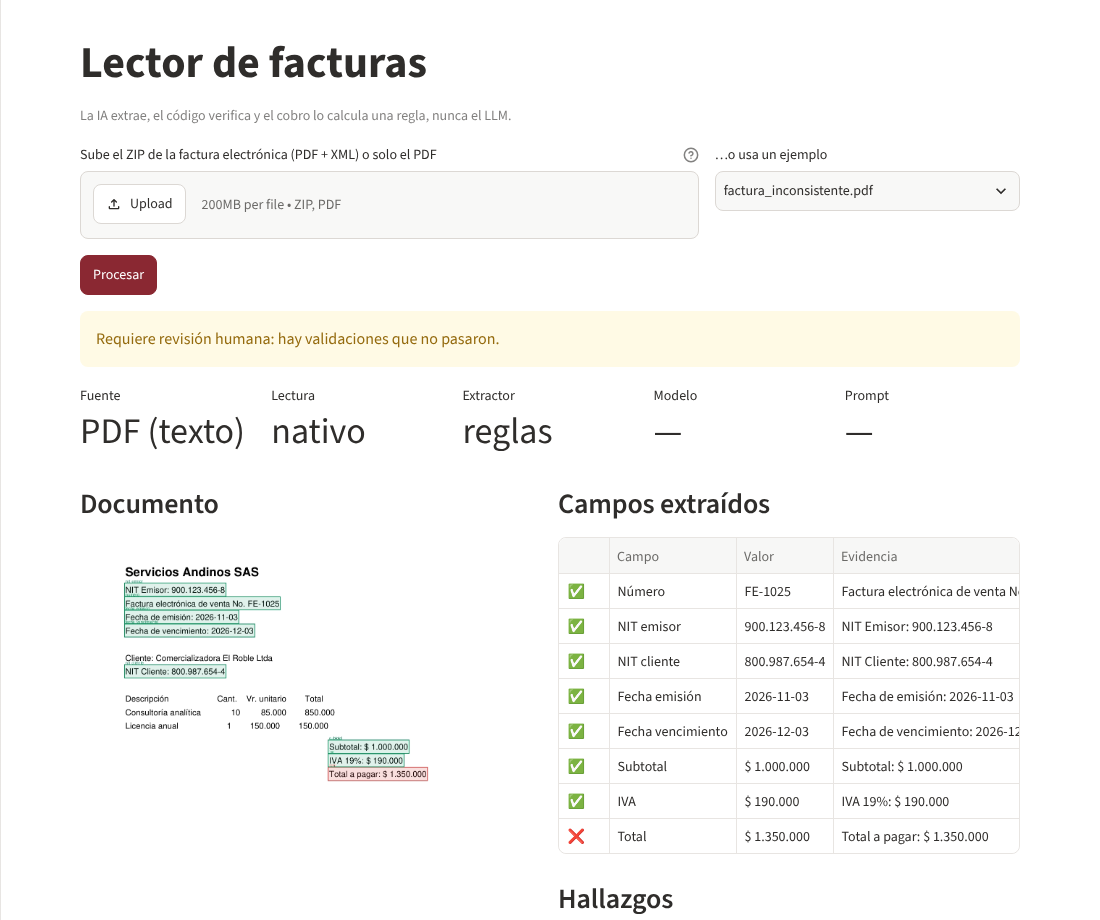 Lector de facturas
La IA extrae, el código verifica y el cobro lo calcula una regla, nunca el LLM.
Sube el ZIP de la factura electrónica (PDF + XML) o solo el PDF
Upload
200MB per file • ZIP, PDF
…o usa un ejemplo
factura_inconsistente.pdf
Procesar
Requiere revisión humana: hay validaciones que no pasaron.
Fuente Lectura Extractor Modelo Prompt
PDF (texto) nativo reglas — —
Documento
Servicios Andinos SAS
NIT Emisor: 900.123.456-8
Factura electrónica de venta No. FE-1025
Fecha de emisión: 2026-11-03
Fecha de vencimiento: 2026-12-03
Cliente: Comercializadora El Roble Ltda
NIT Cliente: 800.987.654-4
Descripción Cant. Vr. unitario Total
Consultoria analítica 10 85.000 850.000
Licencia anual 1 150.000 150.000
Subtotal: $ 1.000.000
IVA 19%: $ 190.000
Total a pagar: $ 1.350.000
Campos extraídos
Campo Valor Evidencia
Número FE-1025 Factura electrónica de venta N
NIT emisor 900.123.456-8 NIT Emisor: 900.123.456-8
NIT cliente 800.987.654-4 NIT Cliente: 800.987.654-4
Fecha emisión 2026-11-03 Fecha de emisión: 2026-11-03
Fecha vencimiento 2026-12-03 Fecha de vencimiento: 2026-12
Subtotal $ 1.000.000 Subtotal: $ 1.000.000
IVA $ 190.000 IVA 19%: $ 190.000
Total $ 1.350.000 Total a pagar: $ 1.350.000
Hallazgos